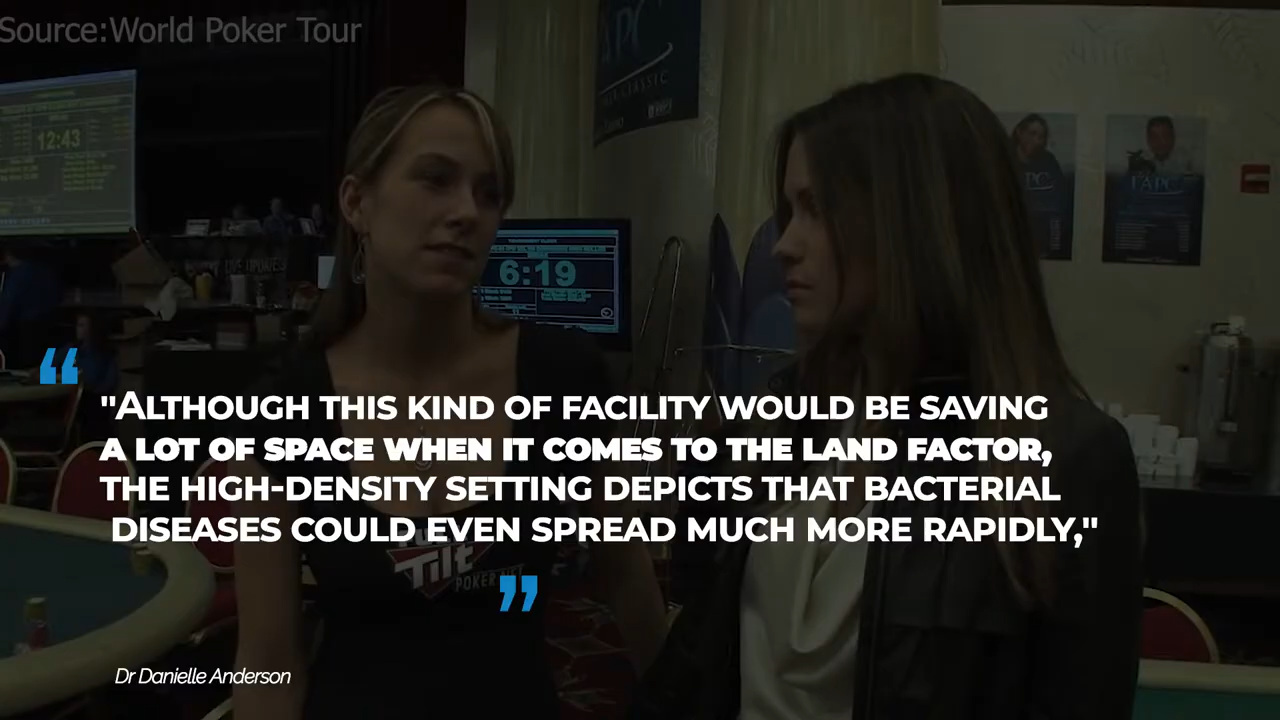 Source:World Poker Tour
12:43
6:19
“
"ALTHOUGH THIS KIND OF FACILITY WOULD BE SAVING
A LOT OF SPACE WHEN IT COMES TO THE LAND FACTOR,
THE HIGH-DENSITY SETTING DEPICTS THAT BACTERIAL
DISEASES COULD EVEN SPREAD MUCH MORE RAPIDLY,"
Tilt
POKER.NET
”
Dr Danielle Anderson